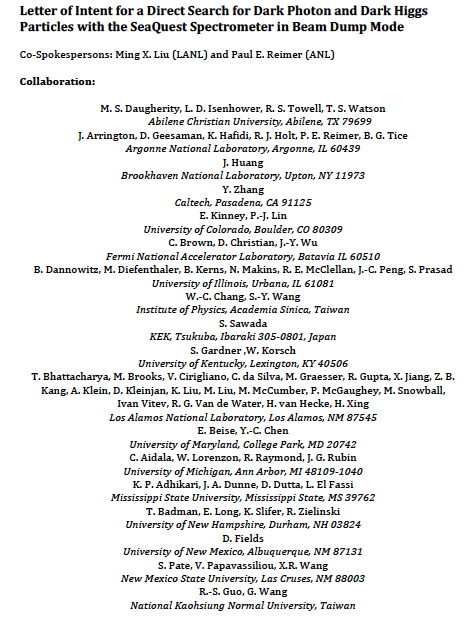 Letter of Intent for a Direct Search for Dark Photon and Dark Higgs
Particles with the SeaQuest Spectrometer in Beam Dump Mode
Co-Spokespersons: Ming X. Liu (LANL) and Paul E. Reimer (ANL)
Collaboration:
M. S. Daugherity, L. D. Isenhower, R. S. Towell, T. S. Watson
Abilene Christian University, Abilene, TX 79699
J. Arrington, D. Geesaman, K. Hafidi, R. J. Holt, P. E. Reimer, B. G. Tice
Argonne National Laboratory, Argonne, IL 60439
J. Huang
Brookhaven National Laboratory, Upton, NY 11973
Y. Zhang
Caltech, Pasadena, CA 91125
E. Kinney, P.-J. Lin
University of Colorado, Boulder, CO 80309
C. Brown, D. Christian, J.-Y. Wu
Fermi National Accelerator Laboratory, Batavia IL 60510
B. Dannowitz, M. Diefenthaler, B. Kerns, N. Makins, R. E. McClellan, J.-C. Peng, S. Prasad
University of Illinois, Urbana, IL 61081
W.-C. Chang, S.-Y. Wang
Institute of Physics, Academia Sinica, Taiwan
S. Sawada
KEK, Tsukuba, Ibaraki 305-0801, Japan
S. Gardner ,W. Korsch
University of Kentucky, Lexington, KY 40506
T. Bhattacharya, M. Brooks, V. Cirigliano, C. da Silva, M. Graesser, R. Gupta, X. Jiang, Z. B.
Kang, A. Klein, D. Kleinjan, K. Liu, M. Liu, M. McCumber, P. McGaughey, M. Snowball,
Ivan Vitev, R. G. Van de Water, H. van Hecke, H. Xing
Los Alamos National Laboratory, Los Alamos, NM 87545
E. Beise, Y.-C. Chen
University of Maryland, College Park, MD 20742
C. Aidala, W. Lorenzon, R. Raymond, J. G. Rubin
University of Michigan, Ann Arbor, MI 48109-1040
K. P. Adhikari, J. A. Dunne, D. Dutta, L. El Fassi
Mississippi State University, Mississippi State, MS 39762
T. Badman, E. Long, K. Slifer, R. Zielinski
University of New Hampshire, Durham, NH 03824
D. Fields
University of New Mexico, Albuquerque, NM 87131
S. Pate, V. Papavassiliou, X.R. Wang
New Mexico State University, Las Cruses, NM 88003
R.-S. Guo, G. Wang
National Kaohsiung Normal University, Taiwan